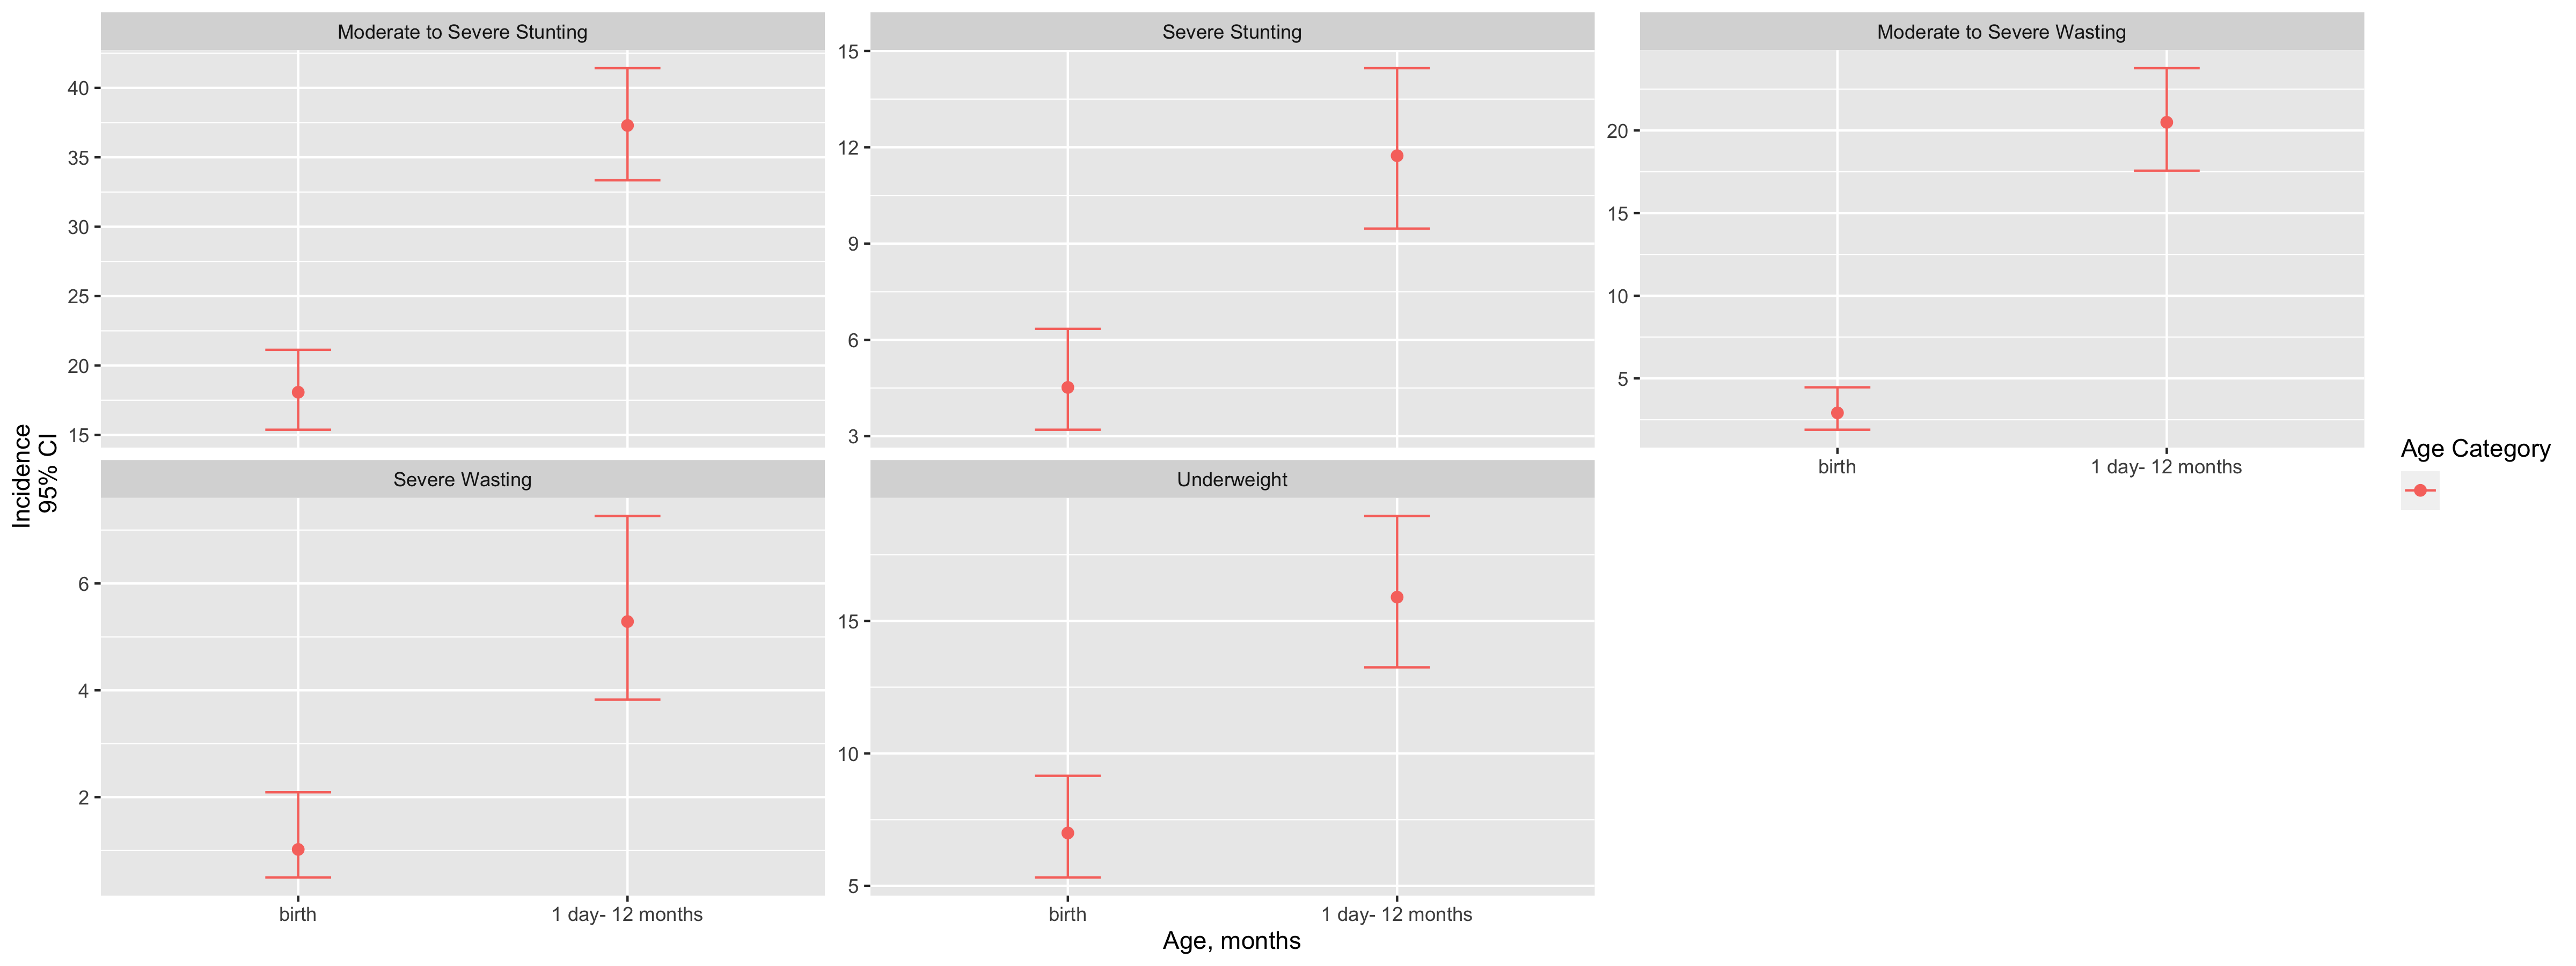 Moderate to Severe Stunting
Severe Stunting
Moderate to Severe Wasting
40
35
30
25
20
15
15
12
9
6
3
20
15
10
5
birth
1 day- 12 months
Severe Wasting
Underweight
6
4
2
birth
1 day- 12 months
15
10
5
birth
1 day- 12 months
Incidence
95% CI
Age, months
Age Category